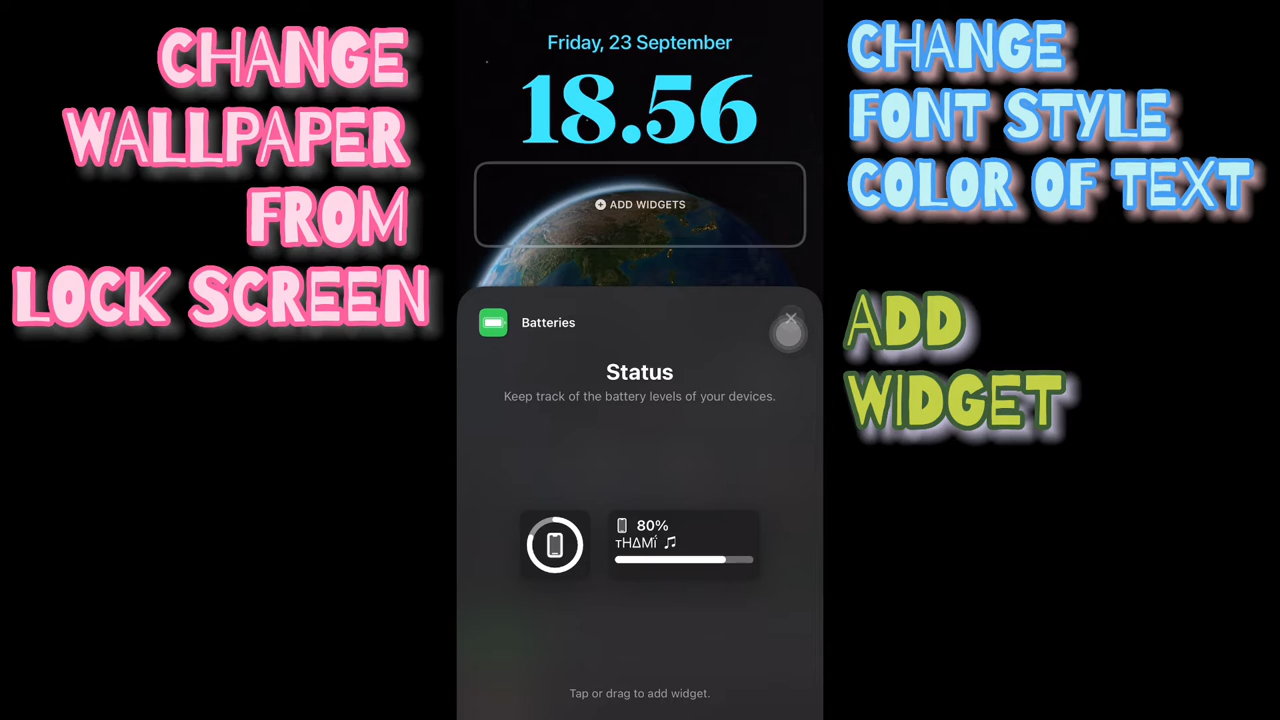 CHANGE
WALLPAPER
FROM
LOCK SCREEN
Friday, 23 September
18.56
ADD WIDGETS
Batteries
Status
Keep track of the battery levels of your devices.
80%
тHΔMΐ 🎵
Tap or drag to add widget.
CHANGE
FONT STYLE
COLOR OF TEXT
ADD
WIDGET